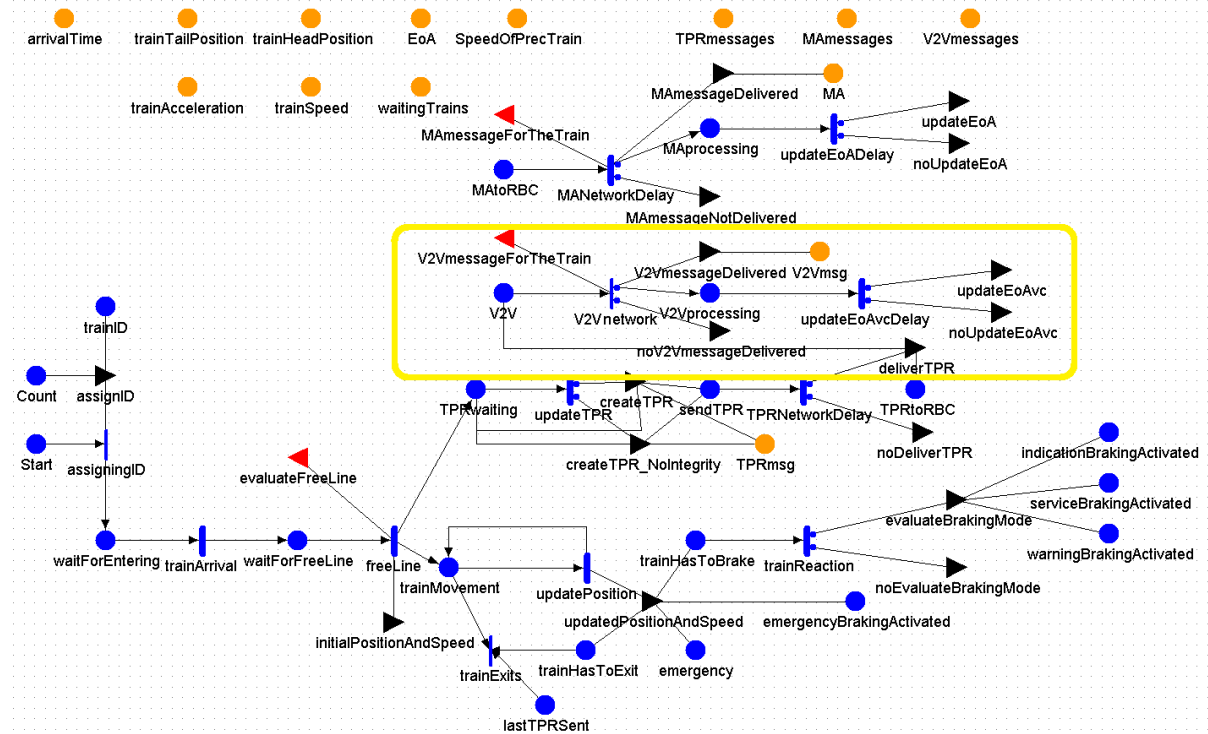 arrivalTime
trainTailPosition
trainHeadPosition
EoA
SpeedOfPrecTrain
TPRmessages
MAmessages
V2Vmessages
trainAcceleration
trainSpeed
waitingTrains
MAmessageDelivered
MA
MAmessageForTheTrain
MAprocessing
updateEoADelay
updateEoA
noUpdateEoA
MAtoRBC
MANetworkDelay
MAmessageNotDelivered
V2VmessageForTheTrain
V2VmessageDelivered
V2Vmsg
V2V
V2Vnetwork
V2Vprocessing
updateEoAvcDelay
updateEoAvc
noUpdateEoAvc
noV2VmessageDelivered
deliverTPR
trainID
Count
assignID
TPRwaiting
updateTPR
createTPR
sendTPR
TPRNetworkDelay
TPRtoRBC
Start
assigningID
createTPR_NoIntegrity
TPRmsg
noDeliverTPR
evaluateFreeLine
indicationBrakingActivated
serviceBrakingActivated
evaluateBrakingMode
warningBrakingActivated
waitForEntering
trainArrival
waitForFreeLine
freeLine
trainMovement
updatePosition
trainHasToBrake
trainReaction
noEvaluateBrakingMode
updatedPositionAndSpeed
emergencyBrakingActivated
initialPositionAndSpeed
trainExits
trainHasToExit
emergency
lastTPRSent